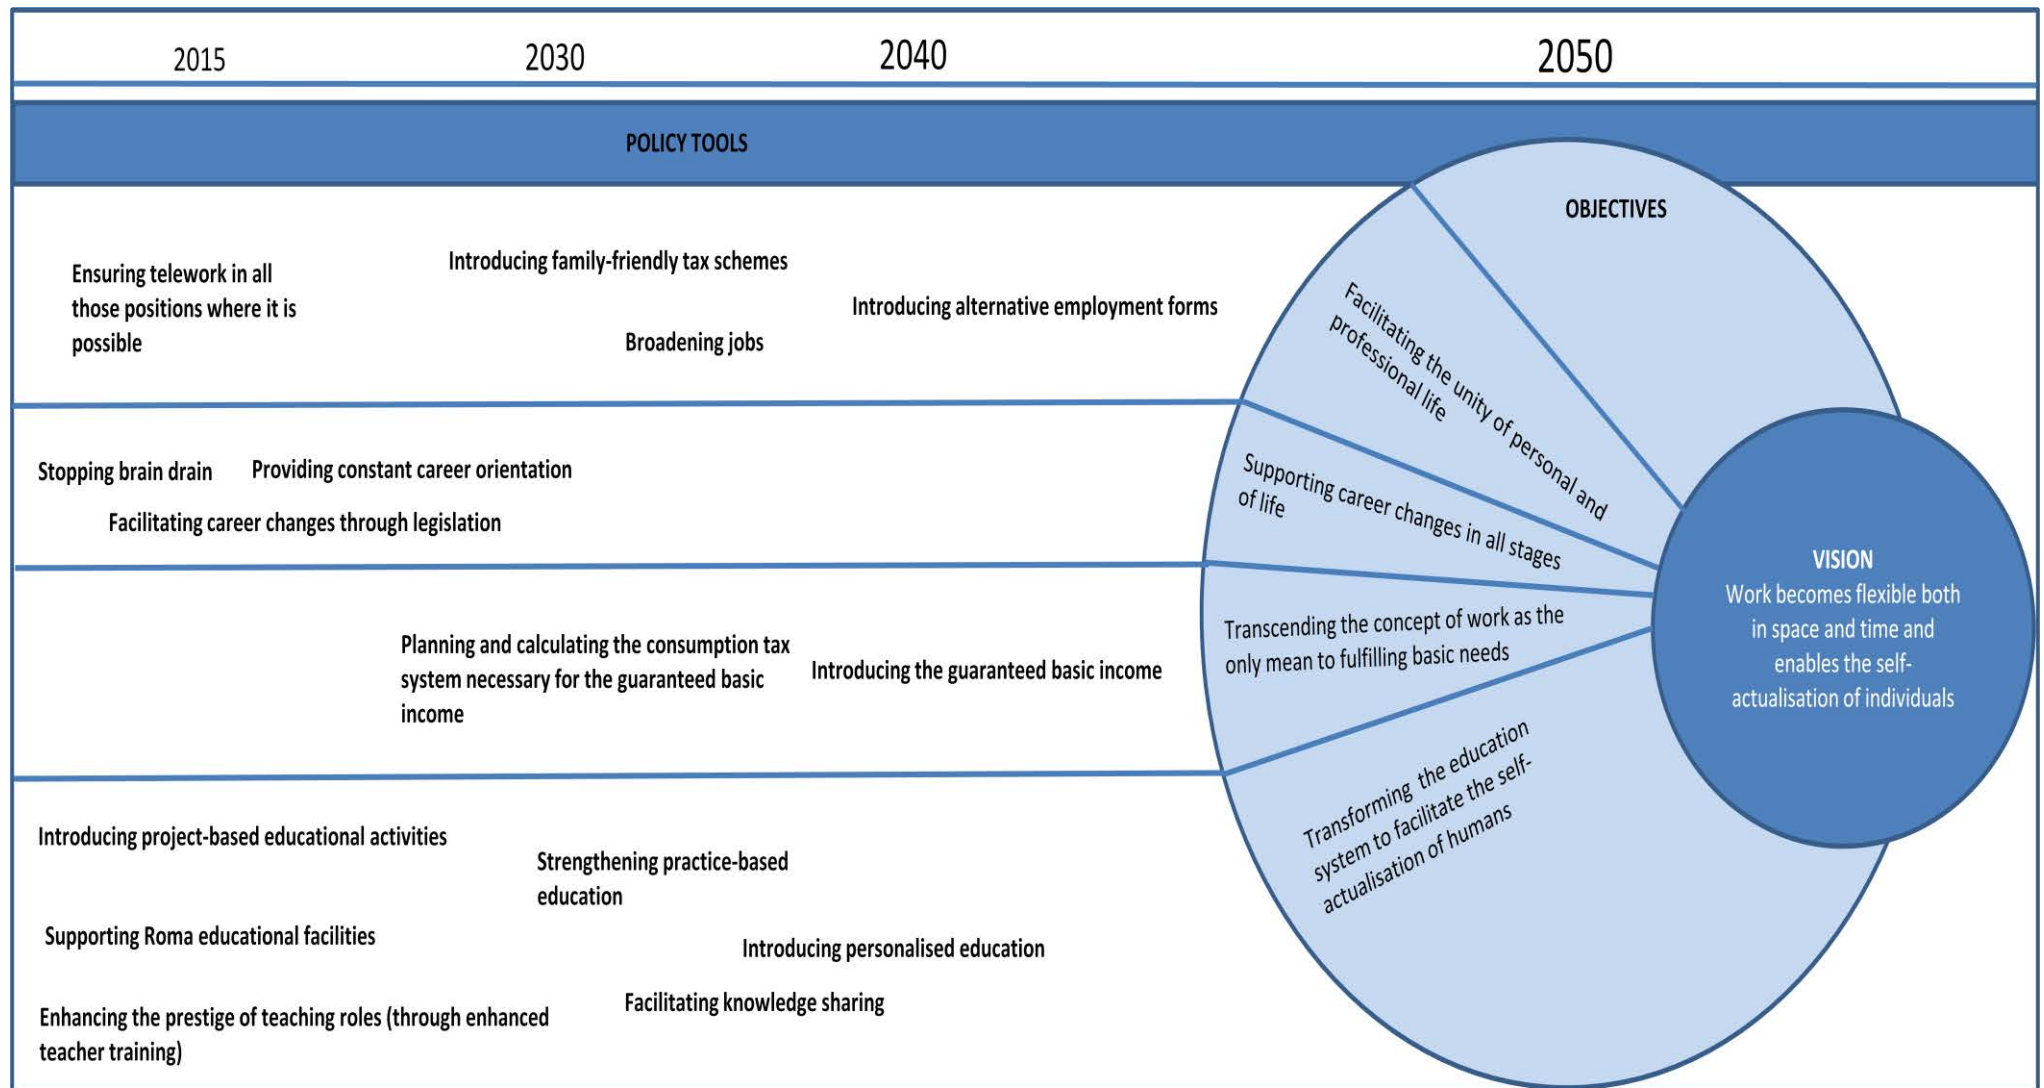 2015
2030
2040
2050
POLICY TOOLS
OBJECTIVES
Ensuring telework in all
those positions where it is
possible
Introducing family-friendly tax schemes
Broadening jobs
Introducing alternative employment forms
Facilitating the unity of personal and
professional life
Stopping brain drain
Providing constant career orientation
Facilitating career changes through legislation
Supporting career changes in all stages
of life
Planning and calculating the consumption tax
system necessary for the guaranteed basic
income
Introducing the guaranteed basic income
Transcending the concept of work as the
only mean to fulfilling basic needs
Introducing project-based educational activities
Strengthening practice-based
education
Supporting Roma educational facilities
Introducing personalised education
Facilitating knowledge sharing
Enhancing the prestige of teaching roles (through enhanced
teacher training)
Transforming the education
system to facilitate the self-
actualisation of humans
VISION
Work becomes flexible both
in space and time and
enables the self-
actualisation of individuals